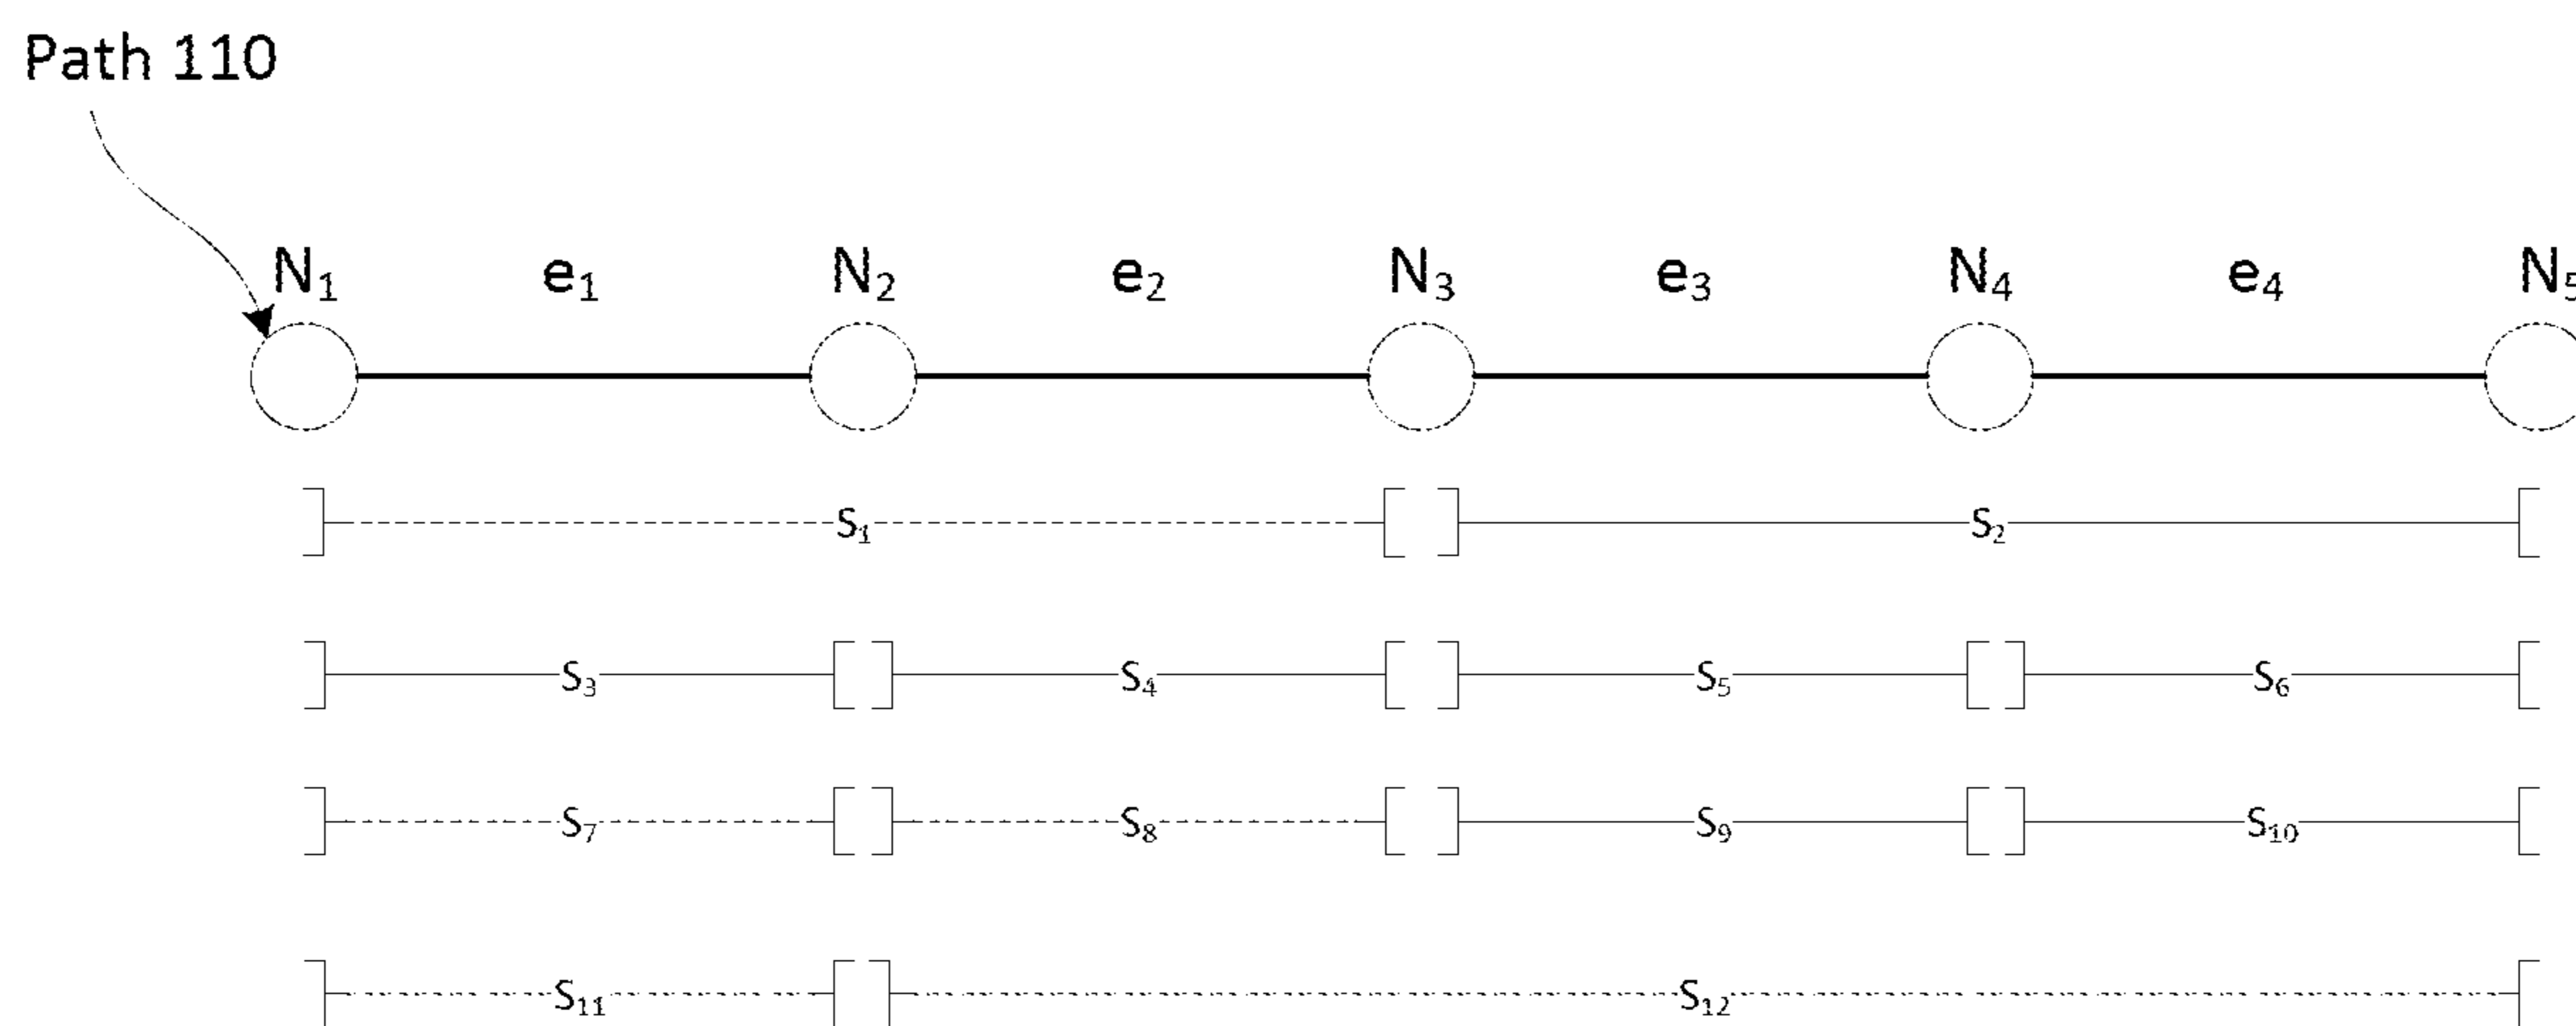 Path 110
N₁ e₁ N₂ e₂ N₃ e₃ N₄ e₄ N₅
S₁ S₂
S₃ S₄ S₅ S₆
S₇ S₈ S₉ S₁₀
S₁₁ S₁₂